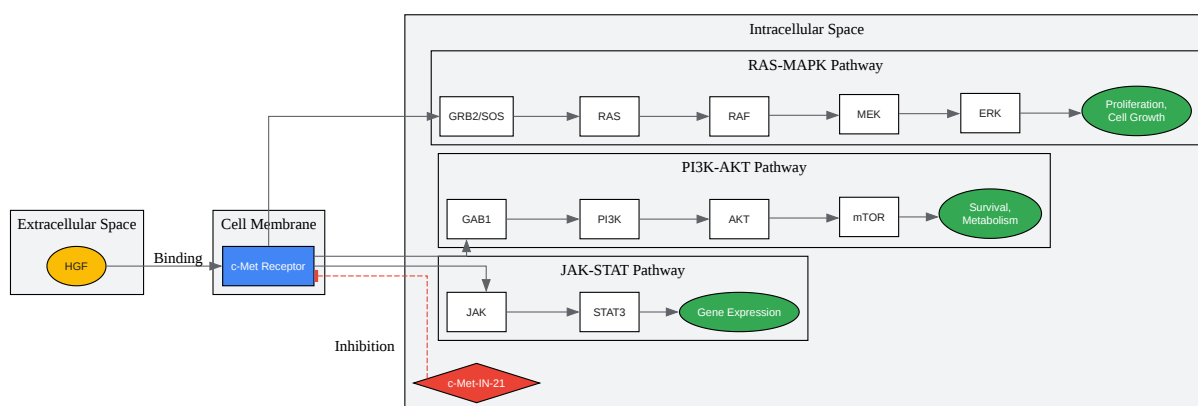 Intracellular Space
RAS-MAPK Pathway
GRB2/SOS
RAS
RAF
MEK
ERK
Proliferation,
Cell Growth
PI3K-AKT Pathway
GAB1
PI3K
AKT
mTOR
Survival,
Metabolism
Extracellular Space
HGF
Binding
Cell Membrane
c-Met Receptor
JAK-STAT Pathway
JAK
STAT3
Gene Expression
Inhibition
c-Met-IN-21